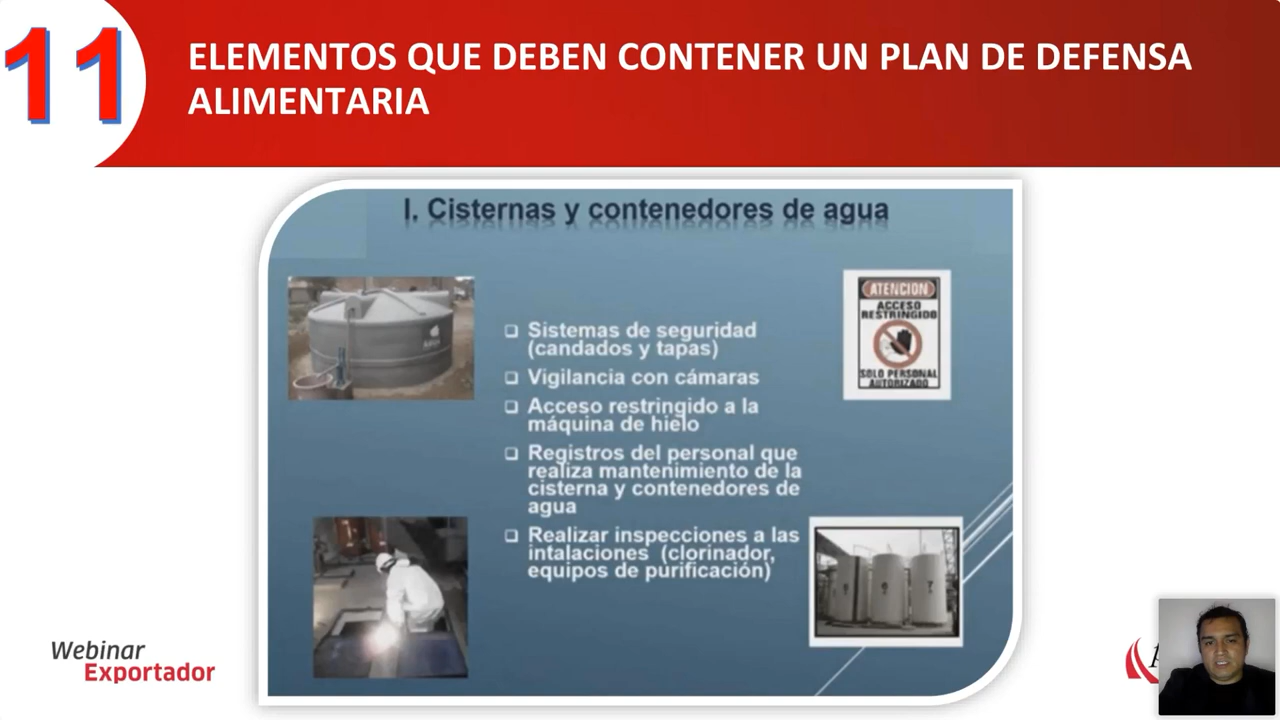 11
ELEMENTOS QUE DEBEN CONTENER UN PLAN DE DEFENSA
ALIMENTARIA
I. Cisternas y contenedores de agua
❑ Sistemas de seguridad
(candados y tapas)
❑ Vigilancia con cámaras
❑ Acceso restringido a la
máquina de hielo
❑ Registros del personal que
realiza mantenimiento de la
cisterna y contenedores de
agua
❑ Realizar inspecciones a las
intalaciones (clorinador,
equipos de purificación)
ATENCION
ACCESO
RESTRINGIDO
SOLO PERSONAL
AUTORIZADO
Webinar
Exportador